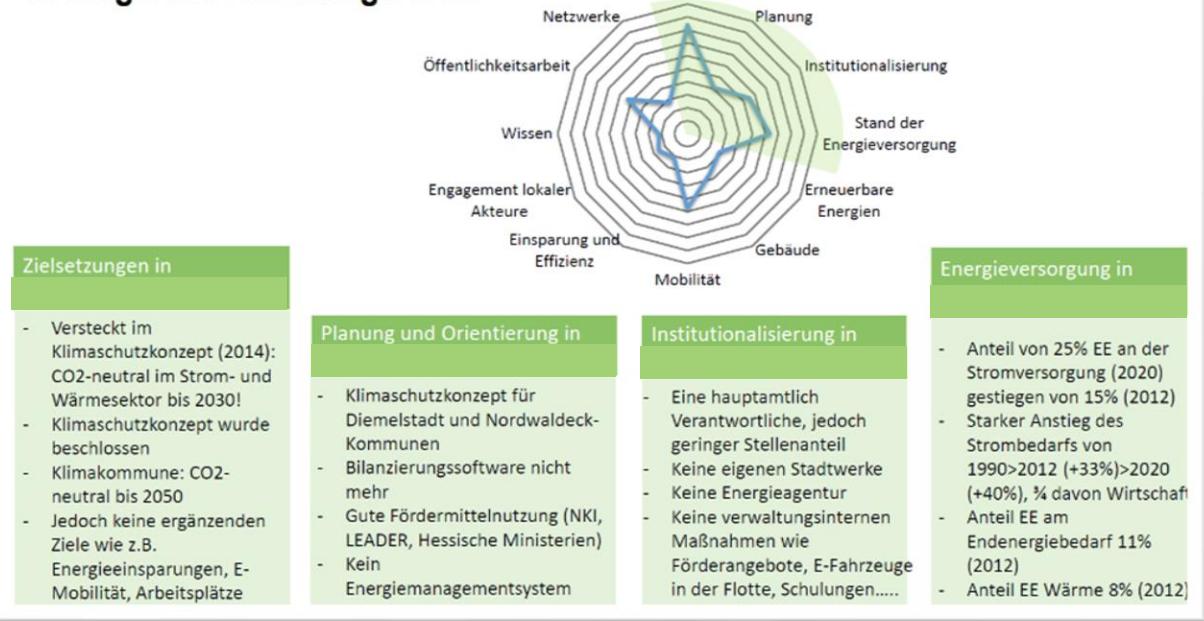 Netzwerke
Planung
Öffentlichkeitsarbeit
Institutionalisierung
Wissen
Stand der
Energieversorgung
Engagement lokaler
Akteure
Erneuerbare
Energien
Einsparung und
Effizienz
Gebäude
Mobilität
Zielsetzungen in
- Versteckt im
Klimaschutzkonzept (2014):
CO2-neutral im Strom- und
Wärmesektor bis 2030!
- Klimaschutzkonzept wurde
beschlossen
- Klimakommune: CO2-
neutral bis 2050
- Jedoch keine ergänzenden
Ziele wie z.B.
Energieeinsparungen, E-
Mobilität, Arbeitsplätze
Planung und Orientierung in
- Klimaschutzkonzept für
Diemelstadt und Nordwaldeck-
Kommunen
- Bilanzierungssoftware nicht
mehr
- Gute Fördermittelnutzung (NKI,
LEADER, Hessische Ministerien)
- Kein
Energiemanagementsystem
Institutionalisierung in
- Eine hauptamtlich
Verantwortliche, jedoch
geringer Stellenanteil
- Keine eigenen Stadtwerke
- Keine Energieagentur
- Keine verwaltungsinternen
Maßnahmen wie
Förderangebote, E-Fahrzeuge
in der Flotte, Schulungen.....
Energieversorgung in
- Anteil von 25% EE an der
Stromversorgung (2020)
gestiegen von 15% (2012)
- Starker Anstieg des
Strombedarfs von
1990>2012 (+33%)>2020
(+40%), ¾ davon Wirtschaft
- Anteil EE am
Endenergiebedarf 11%
(2012)
- Anteil EE Wärme 8% (2012)